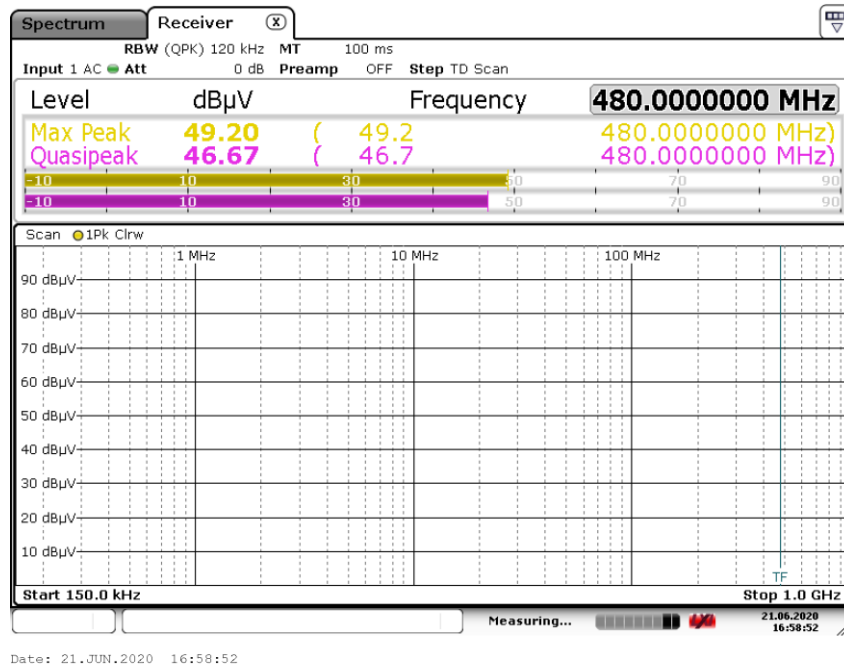 Spectrum Receiver X
RBW (QPK) 120 kHz MT 100 ms
Input 1 AC Att 0 dB Preamp OFF Step TD Scan
Level dBµV Frequency 480.0000000 MHz
Max Peak 49.20 ( 49.2 480.0000000 MHz)
Quasipeak 46.67 ( 46.7 480.0000000 MHz)
-10 10 30 50 70 90
-10 10 30 50 70 90
Scan 1Pk Clrw
1 MHz 10 MHz 100 MHz
90 dBµV
80 dBµV
70 dBµV
60 dBµV
50 dBµV
40 dBµV
30 dBµV
20 dBµV
10 dBµV
TF
Start 150.0 kHz Stop 1.0 GHz
Measuring... 21.06.2020
16:58:52
Date: 21.JUN.2020 16:58:52